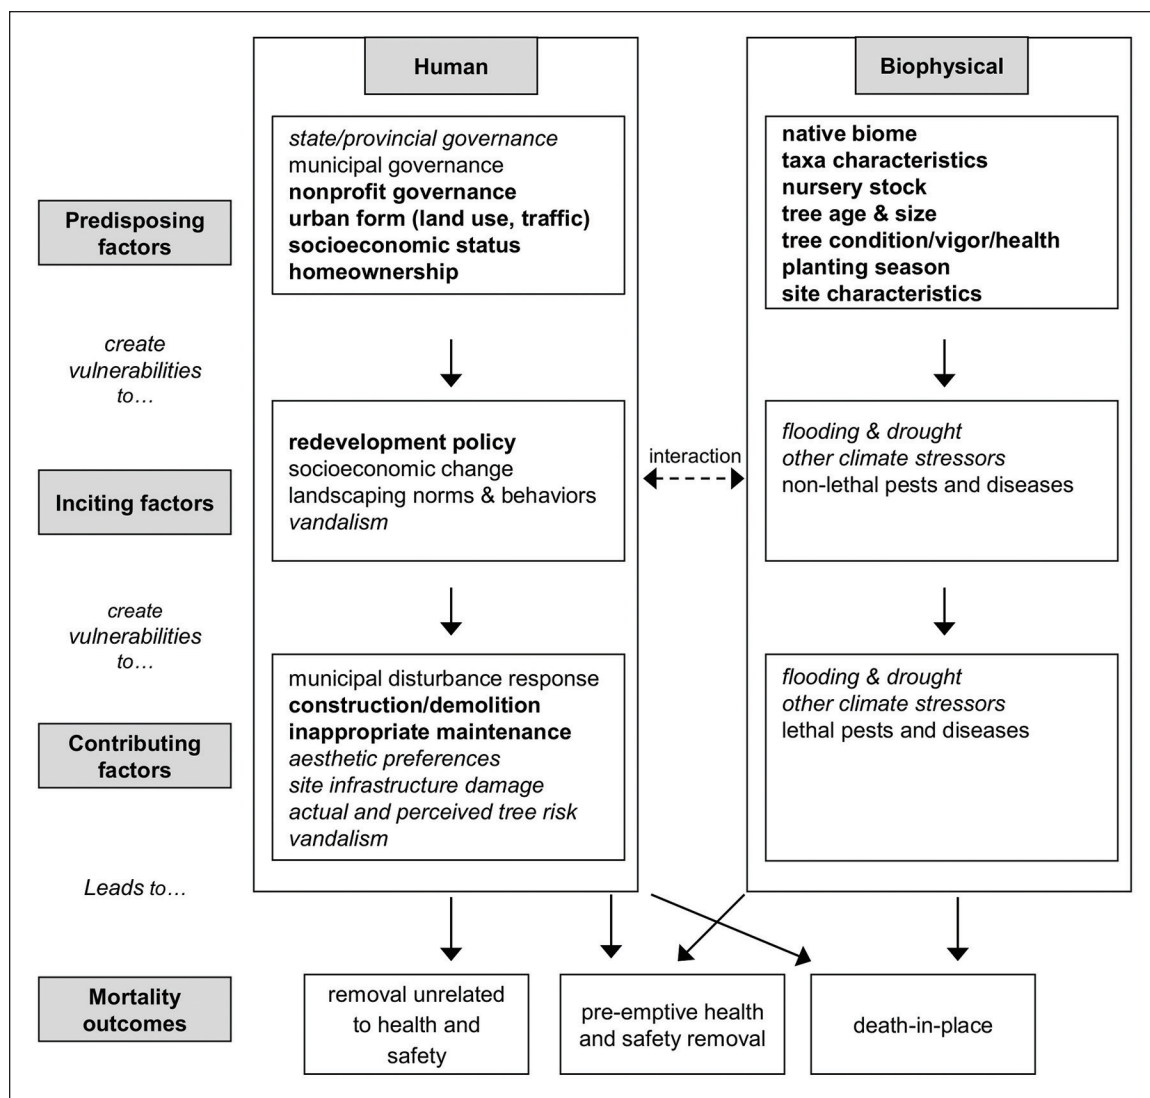 Human
Biophysical
Predisposing
factors
state/provincial governance
municipal governance
nonprofit governance
urban form (land use, traffic)
socioeconomic status
homeownership
native biome
taxa characteristics
nursery stock
tree age & size
tree condition/vigor/health
planting season
site characteristics
create
vulnerabilities
to…
Inciting factors
redevelopment policy
socioeconomic change
landscaping norms & behaviors
vandalism
interaction
flooding & drought
other climate stressors
non-lethal pests and diseases
create
vulnerabilities
to…
Contributing
factors
municipal disturbance response
construction/demolition
inappropriate maintenance
aesthetic preferences
site infrastructure damage
actual and perceived tree risk
vandalism
flooding & drought
other climate stressors
lethal pests and diseases
Leads to…
Mortality
outcomes
removal unrelated
to health and
safety
pre-emptive health
and safety removal
death-in-place